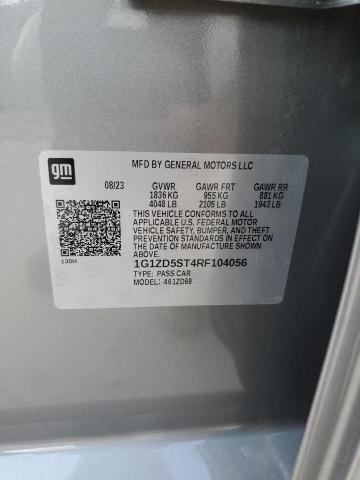 gm
MFD BY GENERAL MOTORS LLC
08/23 GVWR GAWR FRT GAWR RR
1836 KG 955 KG 881 KG
4048 LB 2105 LB 1943 LB
THIS VEHICLE CONFORMS TO ALL
APPLICABLE U.S. FEDERAL MOTOR
VEHICLE SAFETY, BUMPER, AND THEFT
PREVENTION STANDARDS IN EFFECT ON
THE DATE OF MANUFACTURE SHOWN
ABOVE.
130H
1G1ZD5ST4RF104056
TYPE: PASS CAR
MODEL: 461ZD69